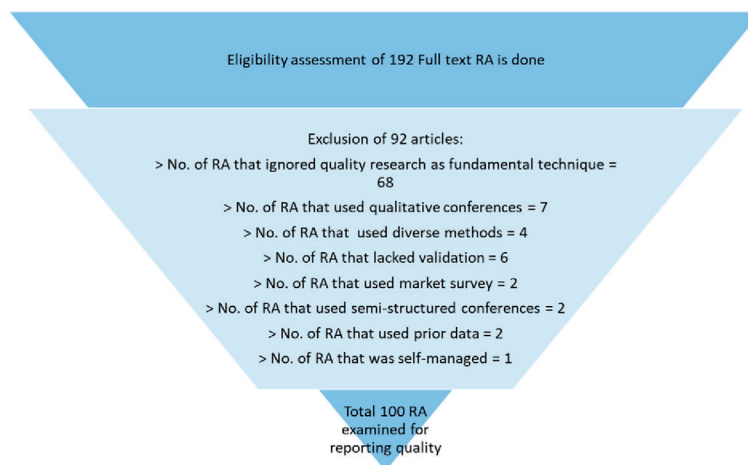 Eligibility assessment of 192 Full text RA is done
Exclusion of 92 articles:
> No. of RA that ignored quality research as fundamental technique =
68
> No. of RA that used qualitative conferences = 7
> No. of RA that used diverse methods = 4
> No. of RA that lacked validation = 6
> No. of RA that used market survey = 2
> No. of RA that used semi-structured conferences = 2
> No. of RA that used prior data = 2
> No. of RA that was self-managed = 1
Total 100 RA
examined for
reporting quality